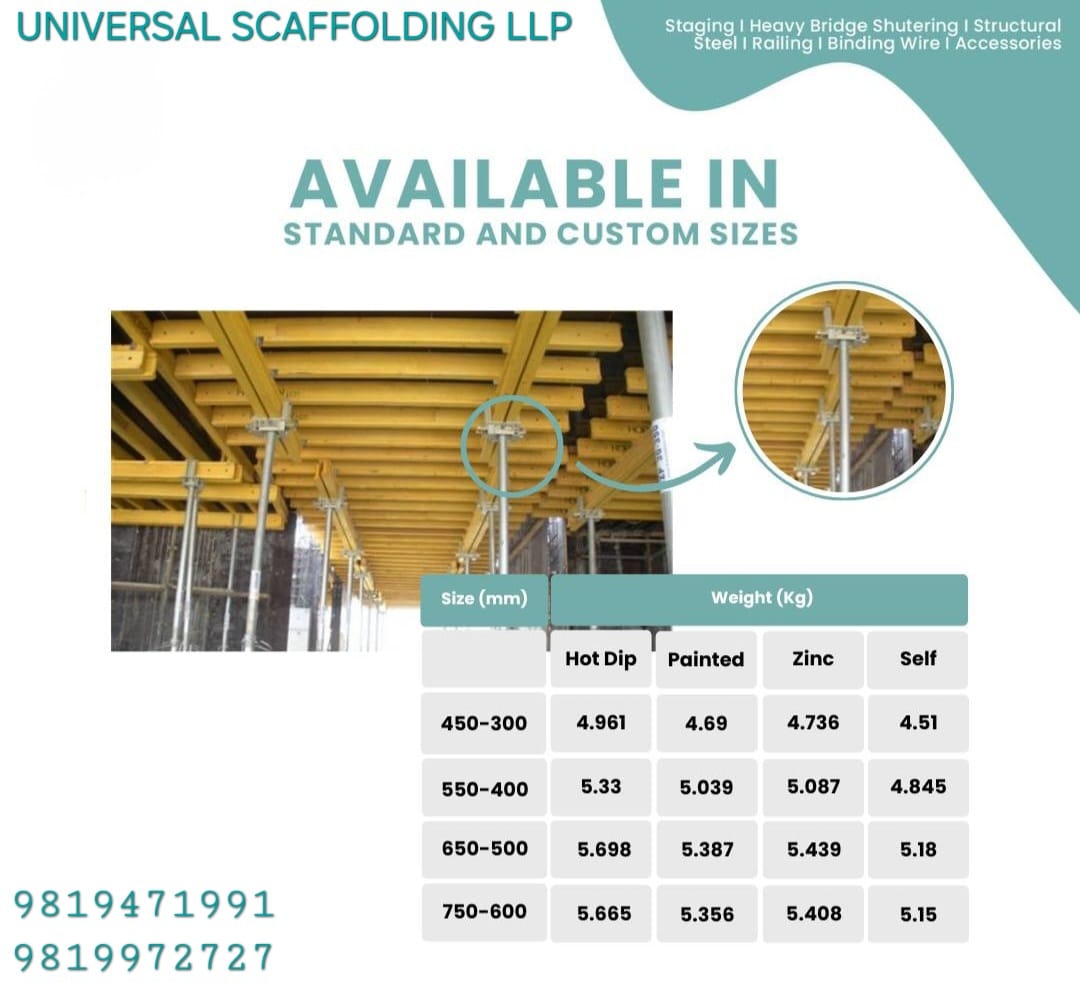 UNIVERSAL SCAFFOLDING LLP
Staging I Heavy Bridge Shutering I Structural
Steel I Railing I Binding Wire I Accessories
AVAILABLE IN
STANDARD AND CUSTOM SIZES
Size (mm) Weight (Kg)
Hot Dip Painted Zinc Self
450-300 4.961 4.69 4.736 4.51
550-400 5.33 5.039 5.087 4.845
650-500 5.698 5.387 5.439 5.18
750-600 5.665 5.356 5.408 5.15
9819471991
9819972727